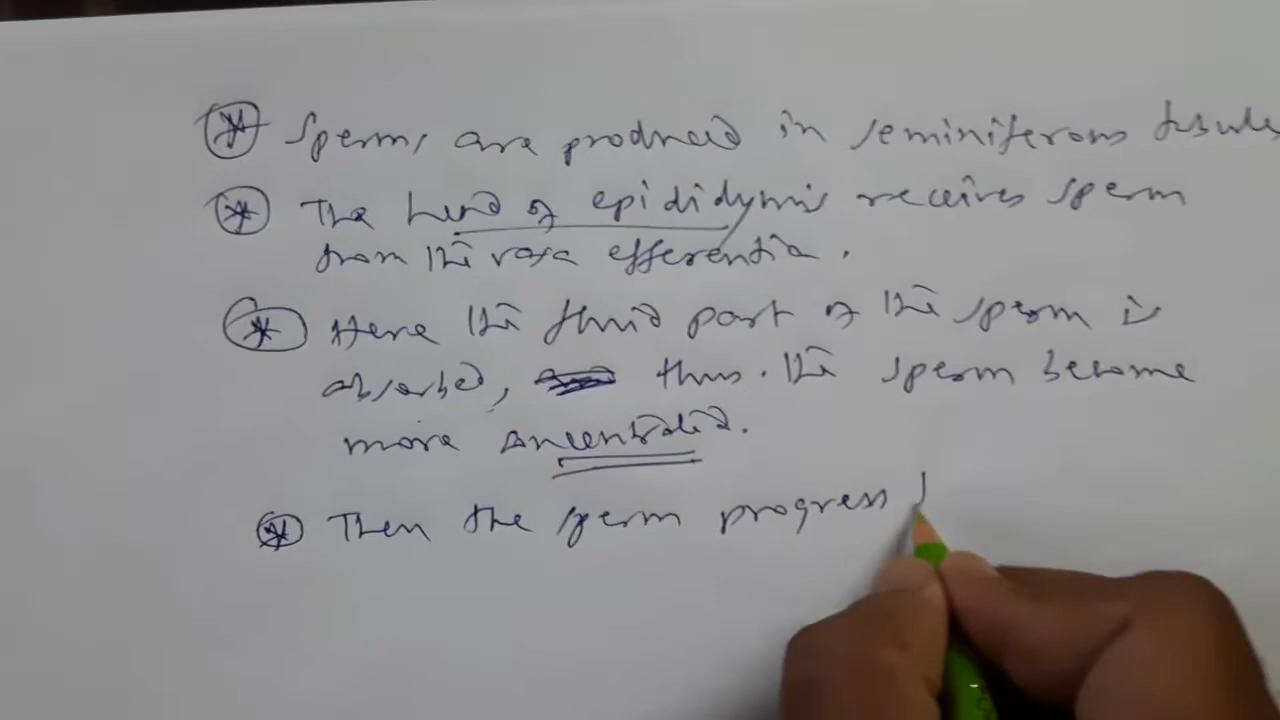 Sperms are produced in seminiferous tubule
The head of epididymis receives sperm
from the vasa efferentia.
Here the fluid part of the sperm is
absorbed, thus. the sperm become
more concentrated.
Then the sperm progress